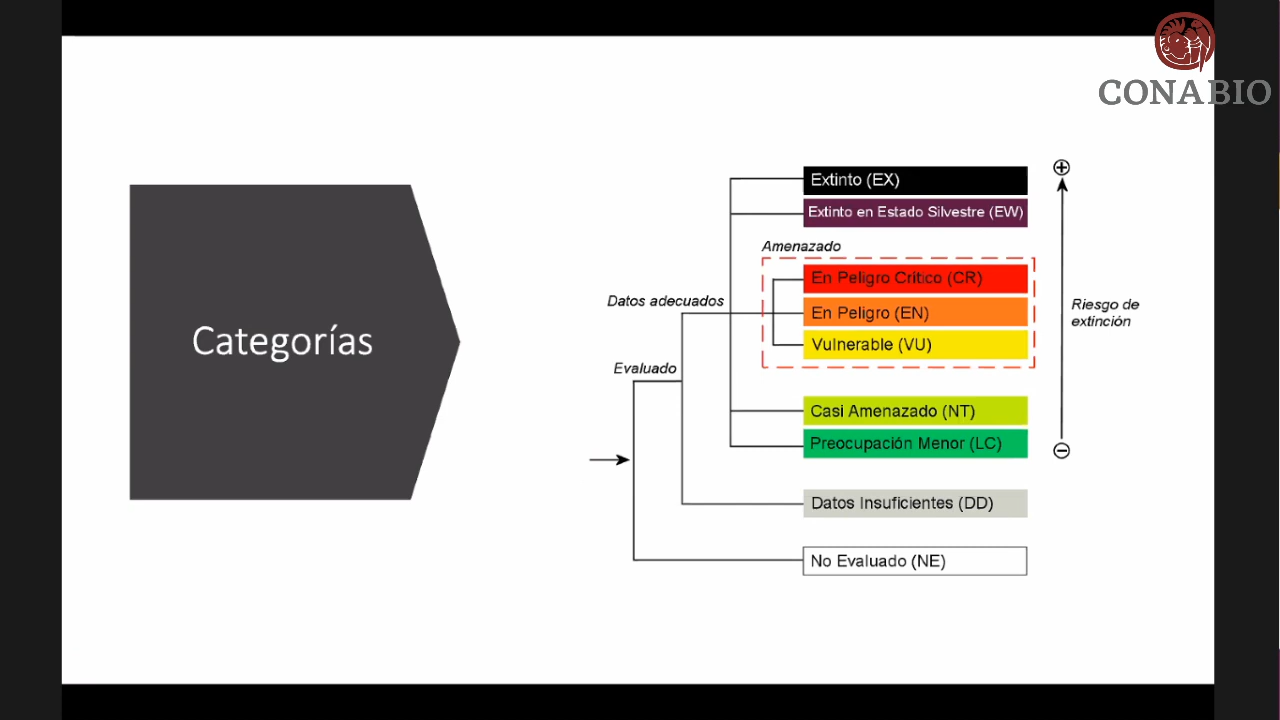 CONABIO
Categorías
Extinto (EX)
Extinto en Estado Silvestre (EW)
Amenazado
En Peligro Crítico (CR)
En Peligro (EN)
Vulnerable (VU)
Datos adecuados
Evaluado
Casi Amenazado (NT)
Preocupación Menor (LC)
Datos Insuficientes (DD)
No Evaluado (NE)
Riesgo de
extinción